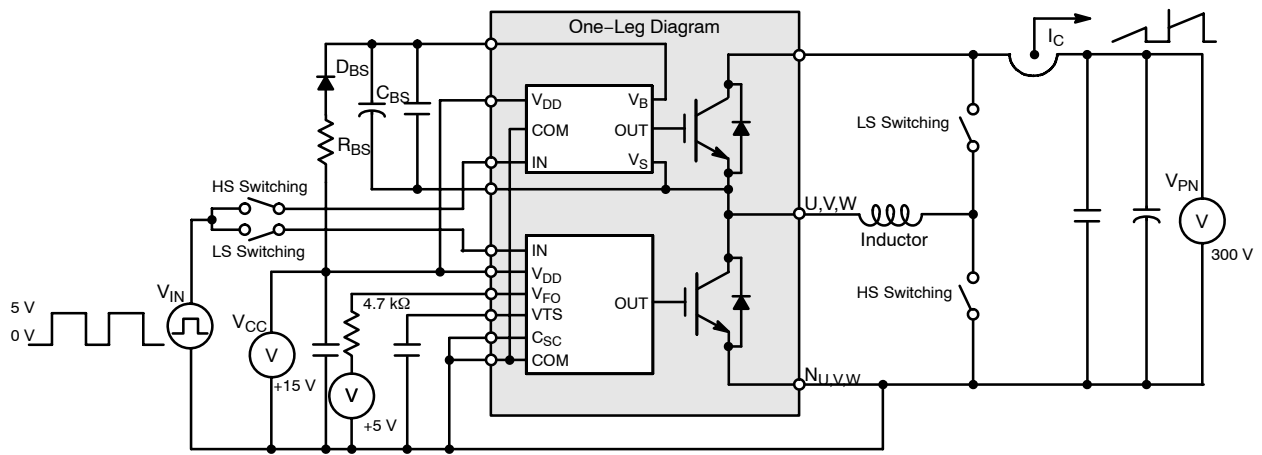 One−Leg Diagram
I_C
D_BS
C_BS
R_BS
V_DD
COM
IN
V_B
OUT
V_S
LS Switching
V_PN
V
300 V
HS Switching
LS Switching
U,V,W
Inductor
HS Switching
IN
V_DD
V_FO
VTS
C_SC
COM
OUT
4.7 kΩ
V_IN
5 V
0 V
V_CC
V
+15 V
V
+5 V
N_U,V,W